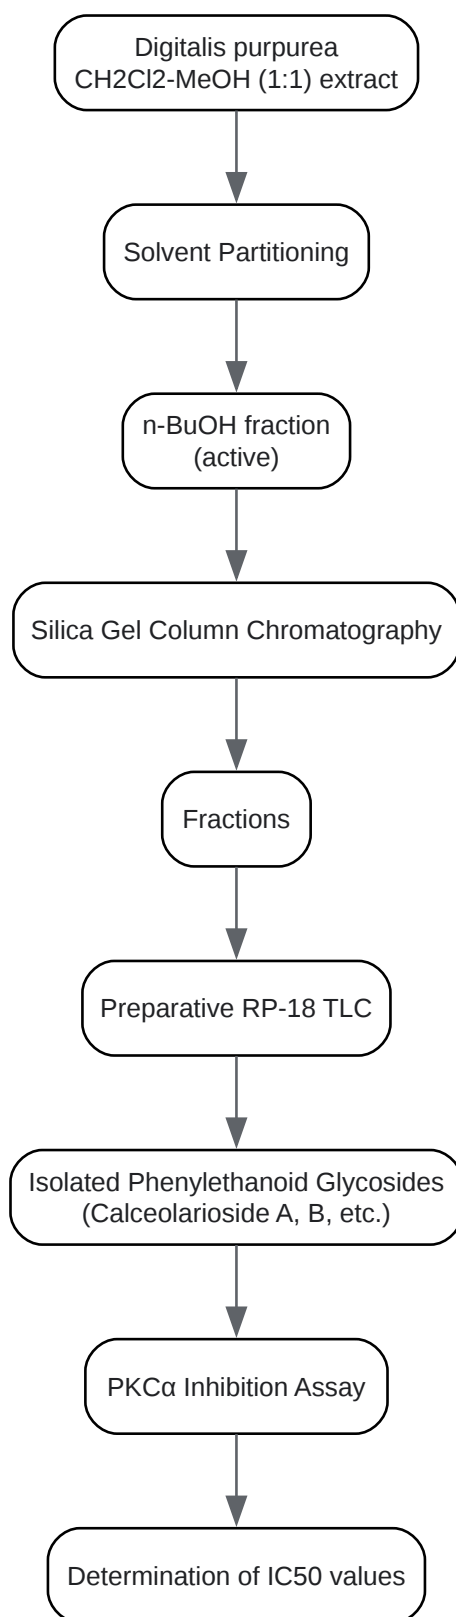 Digitalis purpurea
CH2Cl2-MeOH (1:1) extract
Solvent Partitioning
n-BuOH fraction
(active)
Silica Gel Column Chromatography
Fractions
Preparative RP-18 TLC
Isolated Phenylethanoid Glycosides
(Calceolarioside A, B, etc.)
PKCα Inhibition Assay
Determination of IC50 values